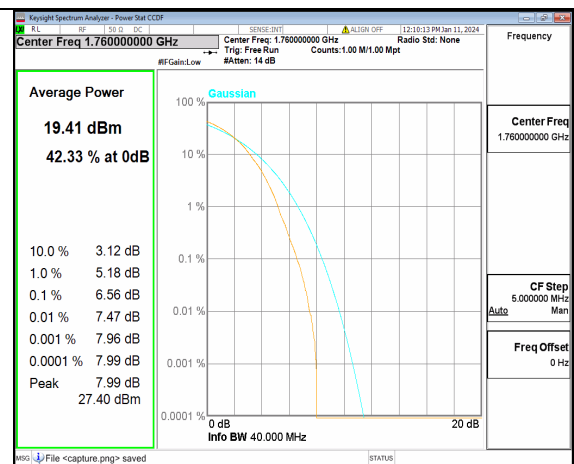 Keysight Spectrum Analyzer - Power Stat CCDF
LXI RL RF 50 Ω DC SENSE:INT ALIGN OFF 12:10:13 PM Jan 11, 2024
Center Freq 1.760000000 GHz
Center Freq: 1.760000000 GHz Radio Std: None
Trig: Free Run Counts:1.00 M/1.00 Mpt
#IFGain:Low #Atten: 14 dB
Frequency
Average Power
19.41 dBm
42.33 % at 0dB
10.0 % 3.12 dB
1.0 % 5.18 dB
0.1 % 6.56 dB
0.01 % 7.47 dB
0.001 % 7.96 dB
0.0001 % 7.99 dB
Peak 7.99 dB
27.40 dBm
Gaussian
100 %
10 %
1 %
0.1 %
0.01 %
0.001 %
0.0001 %
0 dB 20 dB
Info BW 40.000 MHz
Center Freq
1.760000000 GHz
CF Step
5.000000 MHz
Auto Man
Freq Offset
0 Hz
MSG File <capture.png> saved STATUS